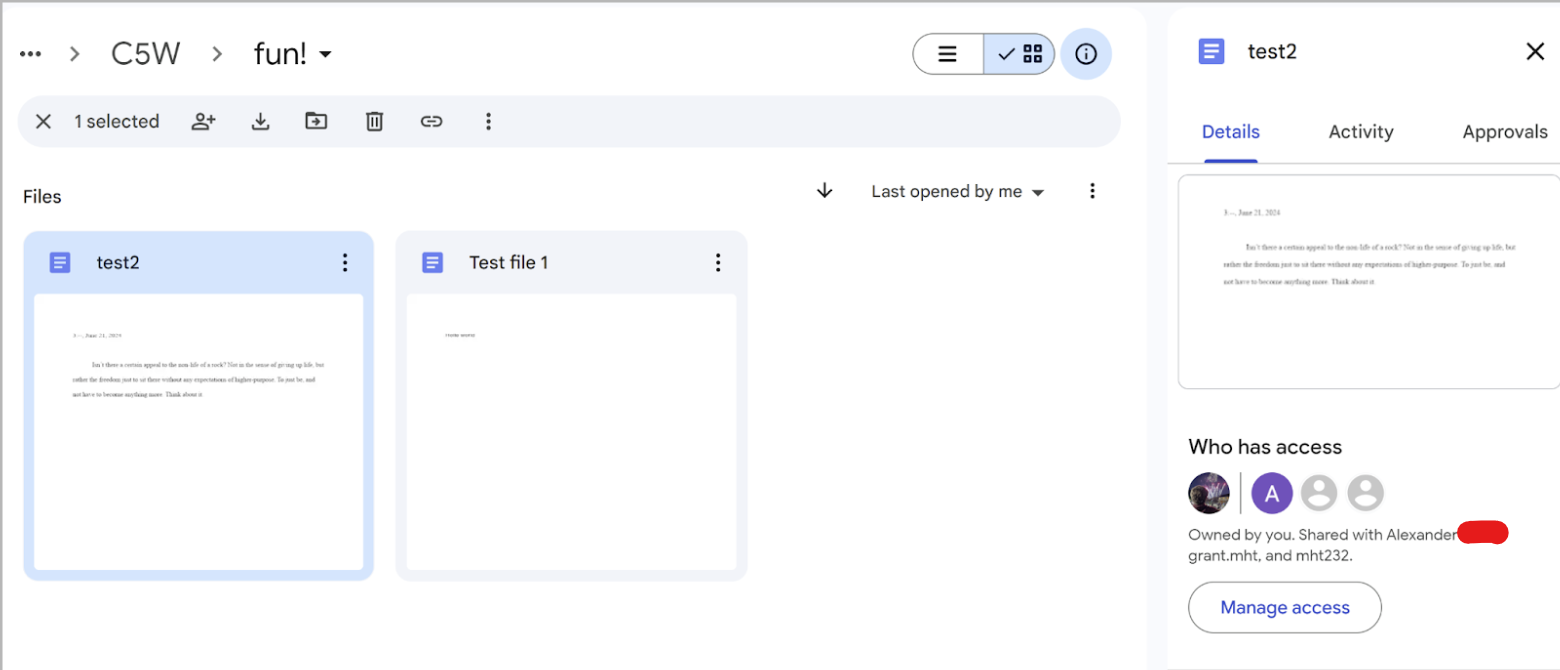 ... > C5W > fun!
1 selected
Files
Last opened by me
test2
3 —, June 21, 2024
Isn't there a certain appeal to the non-life of a rock? Not in the sense of giving up life, but
rather the freedom just to sit there without any expectations of higher-purpose. To just be, and
not have to become anything more. Think about it
Test file 1
test2
Details Activity Approvals
3 —, June 21, 2024
Isn't there a certain appeal to the non-life of a rock? Not in the sense of giving up life, but
rather the freedom just to sit there without any expectations of higher-purpose. To just be, and
not have to become anything more. Think about it
Who has access
A
Owned by you. Shared with Alexander
grant.mht, and mht232.
Manage access